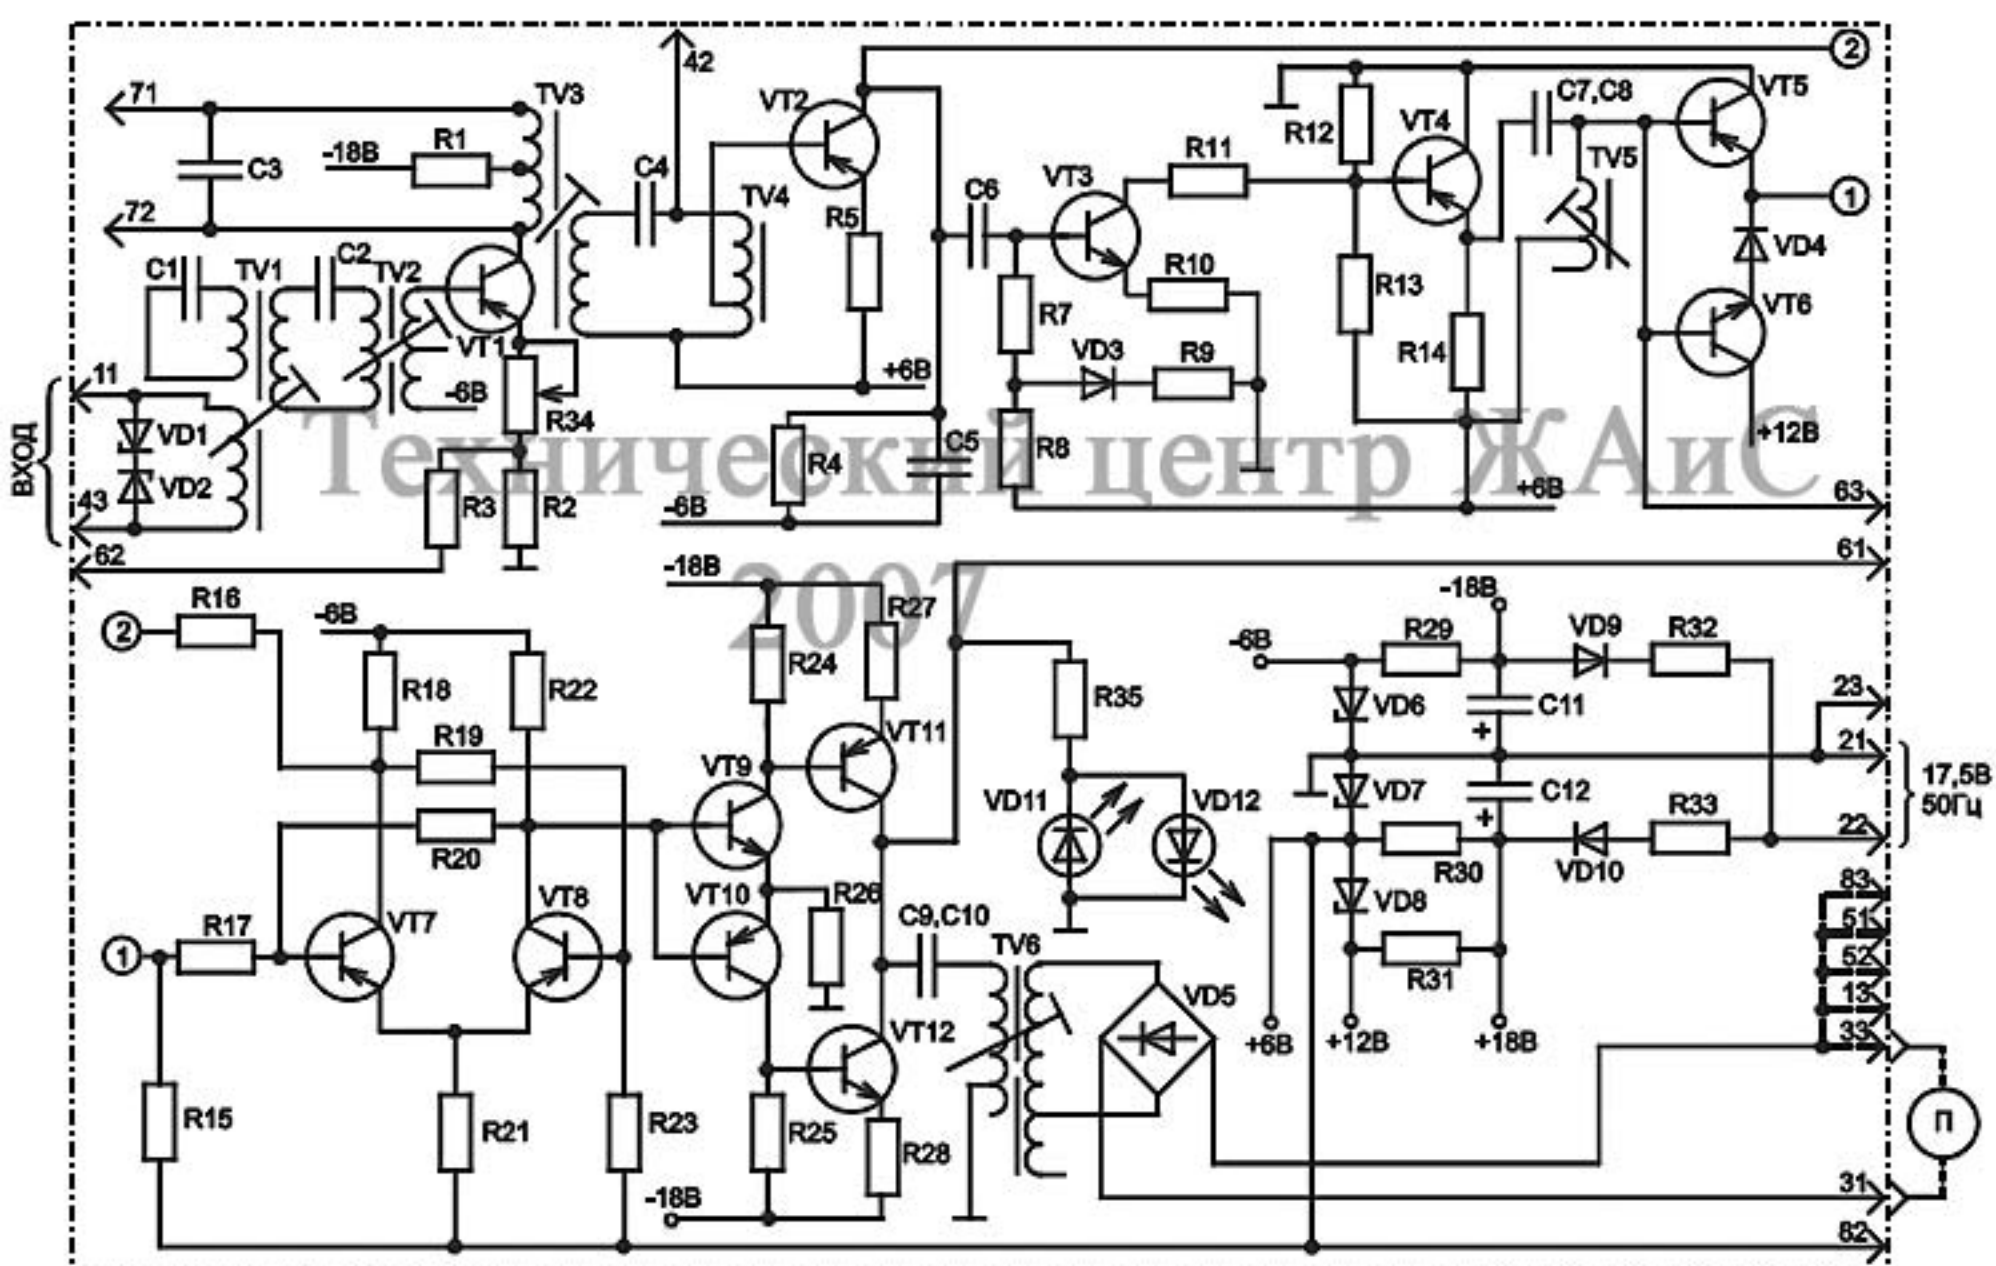 71
C3
-18В
R1
72
TV3
42
C4
TV4
VT2
R5
+6В
C6
VT3
R11
R10
R7
VD3
R9
R8
R12
VT4
R13
R14
C7,C8
TV5
VT5
VD4
VT6
+12В
2
1
C1
TV1
C2
TV2
VT1
-6В
R34
11
ВХОД
VD1
VD2
43
62
R3
R2
R4
C5
-6В
+6В
63
61
Технический центр ЖАиС
2007
2
R16
-6В
R18
R22
R19
R20
1
R17
VT7
VT8
R15
R21
R23
-18В
R24
R27
VT9
VT11
VT10
R26
C9,C10
TV6
VT12
R25
R28
-18В
R35
VD11
VD12
VD5
-18В
-6В
R29
VD9
R32
VD6
C11
+
VD7
C12
+
R30
VD10
R33
VD8
R31
+6В
+12В
+18В
23
21
22
17,5В
50Гц
83
51
52
13
33
П
31
82